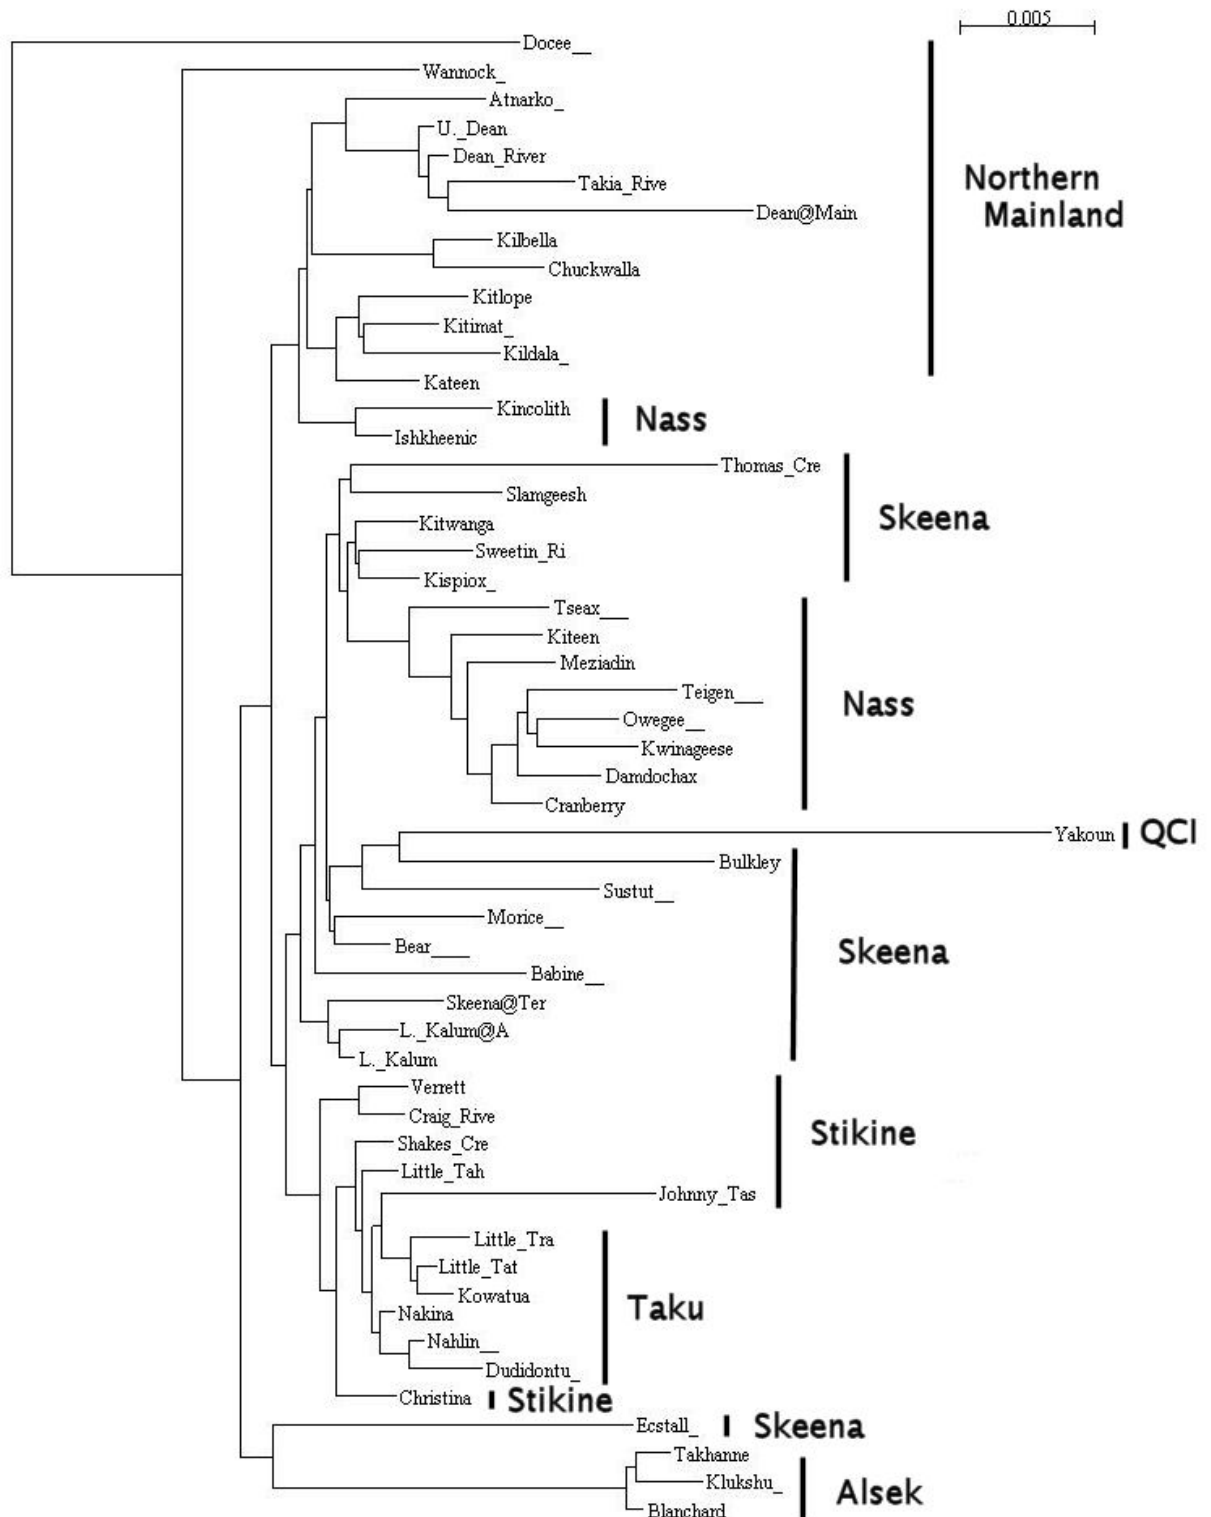 0.005
Docee__
Wannock_
Atnarko_
U._Dean
Dean_River
Takia_Rive
Dean@Main
Northern
Mainland
Kilbella
Chuckwalla
Kitlope
Kitimat_
Kildala_
Kateen
Kincolith
Nass
Ishkheenic
Thomas_Cre
Slamgeesh
Skeena
Kitwanga
Sweetin_Ri
Kispiox_
Tseax___
Kiteen
Meziadin
Teigen___
Nass
Owegee__
Kwinageese
Damdochax
Cranberry
Yakoun
QCI
Bulkley
Sustut__
Morice__
Bear____
Skeena
Babine__
Skeena@Ter
L._Kalum@A
L._Kalum
Verrett
Craig_Rive
Stikine
Shakes_Cre
Little_Tah
Johnny_Tas
Little_Tra
Little_Tat
Kowatua
Taku
Nakina
Nahlin__
Dudidontu_
Christina
Stikine
Ecstall_
Skeena
Takhanne
Klukshu_
Alsek
Blanchard